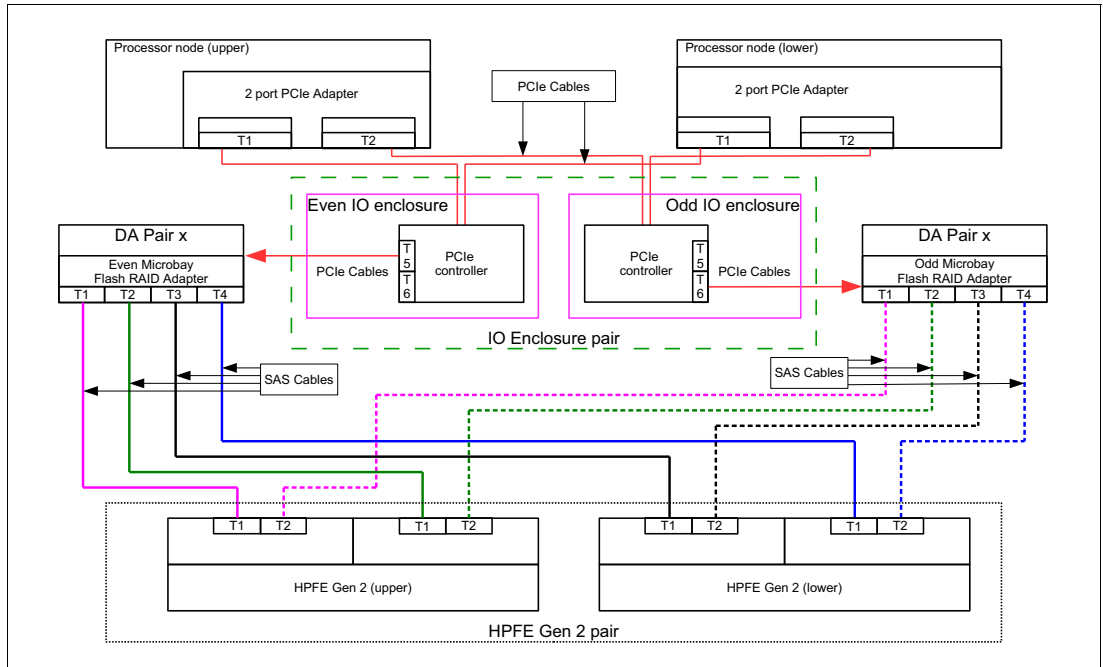 Processor node (upper)
2 port PCIe Adapter
T1
T2
PCIe Cables
Processor node (lower)
2 port PCIe Adapter
T1
T2
Even IO enclosure
Odd IO enclosure
DA Pair x
Even Microbay
Flash RAID Adapter
T1
T2
T3
T4
PCIe Cables
T
5
T
6
PCIe
controller
PCIe
controller
T
5
T
6
PCIe Cables
DA Pair x
Odd Microbay
Flash RAID Adapter
T1
T2
T3
T4
IO Enclosure pair
SAS Cables
SAS Cables
T1
T2
T1
T2
T1
T2
T1
T2
HPFE Gen 2 (upper)
HPFE Gen 2 (lower)
HPFE Gen 2 pair